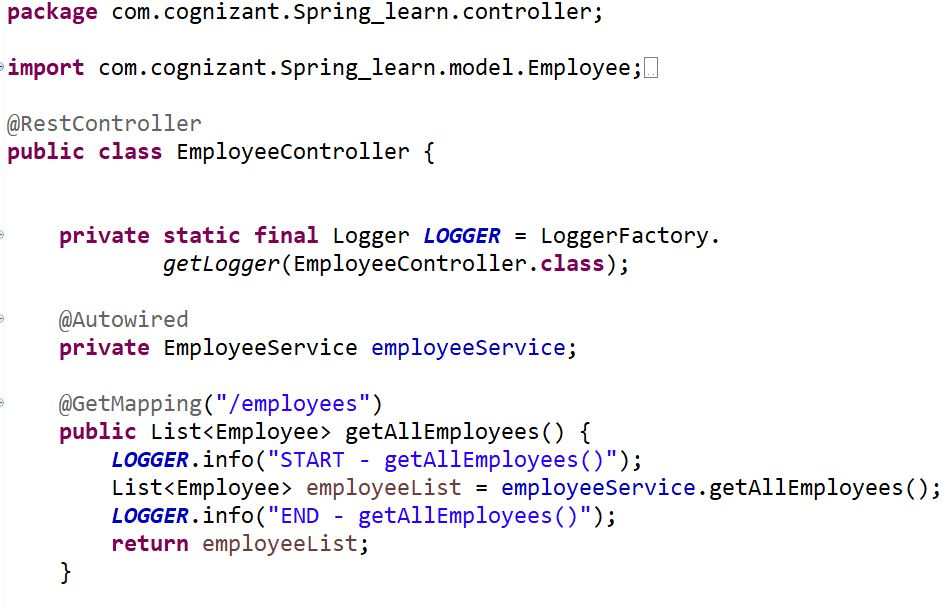 package com.cognizant.Spring_learn.controller;
import com.cognizant.Spring_learn.model.Employee;
@RestController
public class EmployeeController {
private static final Logger LOGGER = LoggerFactory.
getLogger(EmployeeController.class);
@Autowired
private EmployeeService employeeService;
@GetMapping("/employees")
public List<Employee> getAllEmployees() {
LOGGER.info("START - getAllEmployees()");
List<Employee> employeeList = employeeService.getAllEmployees();
LOGGER.info("END - getAllEmployees()");
return employeeList;
}